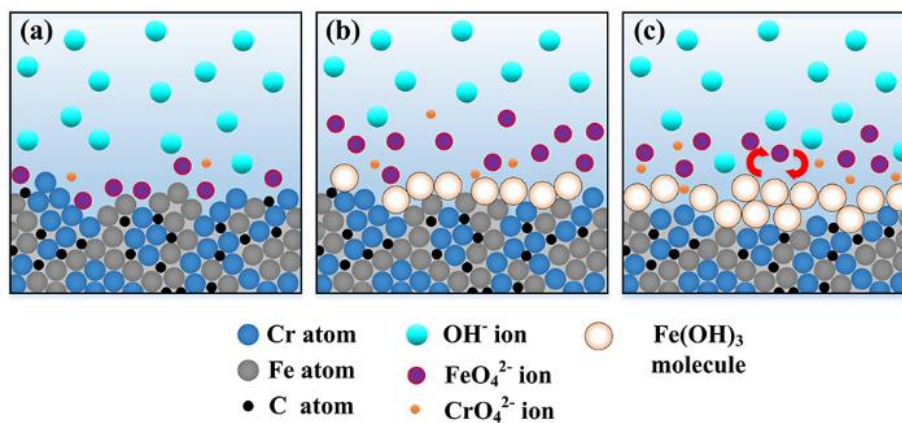 (a) (b) (c)
Cr atom OH⁻ ion Fe(OH)₃
molecule
Fe atom FeO₄²⁻ ion
C atom CrO₄²⁻ ion